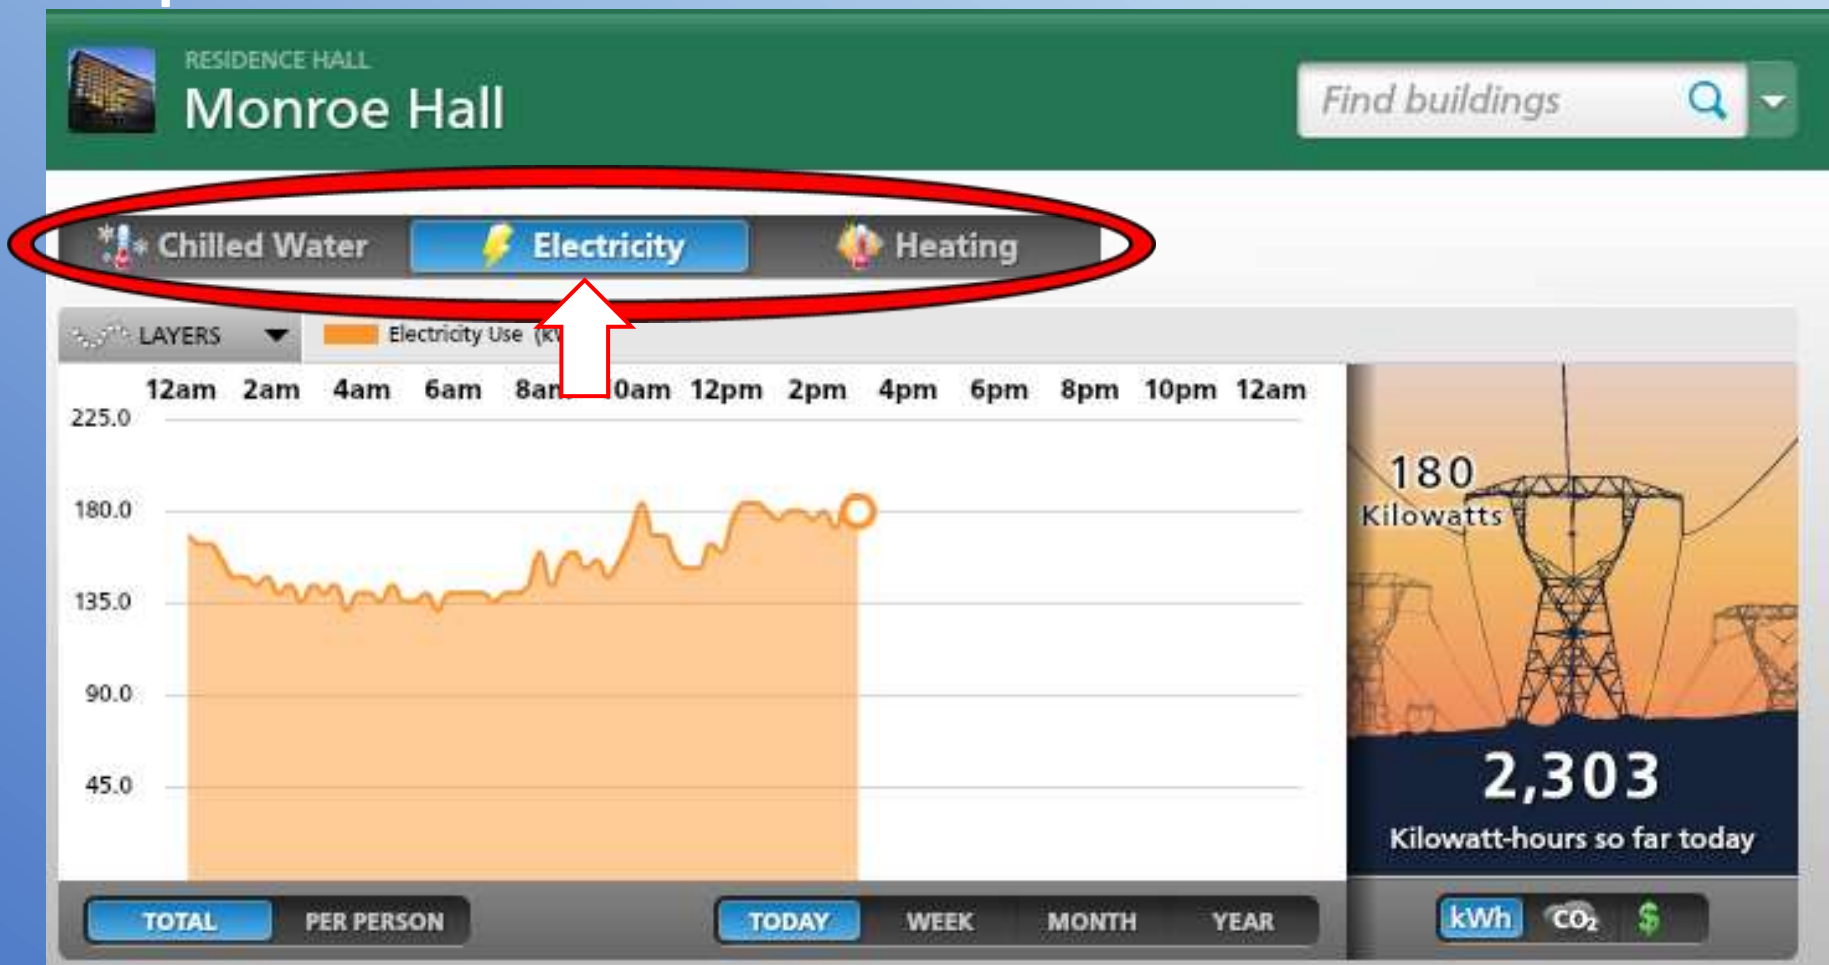 RESIDENCE HALL
Monroe Hall
Find buildings
Chilled Water Electricity Heating
LAYERS Electricity Use
12am 2am 4am 6am 12pm 2pm 4pm 6pm 8pm 10pm 12am
225.0
180.0
135.0
90.0
45.0
180
Kilowatts
2,303
Kilowatt-hours so far today
TOTAL PER PERSON TODAY WEEK MONTH YEAR kWh CO₂ $